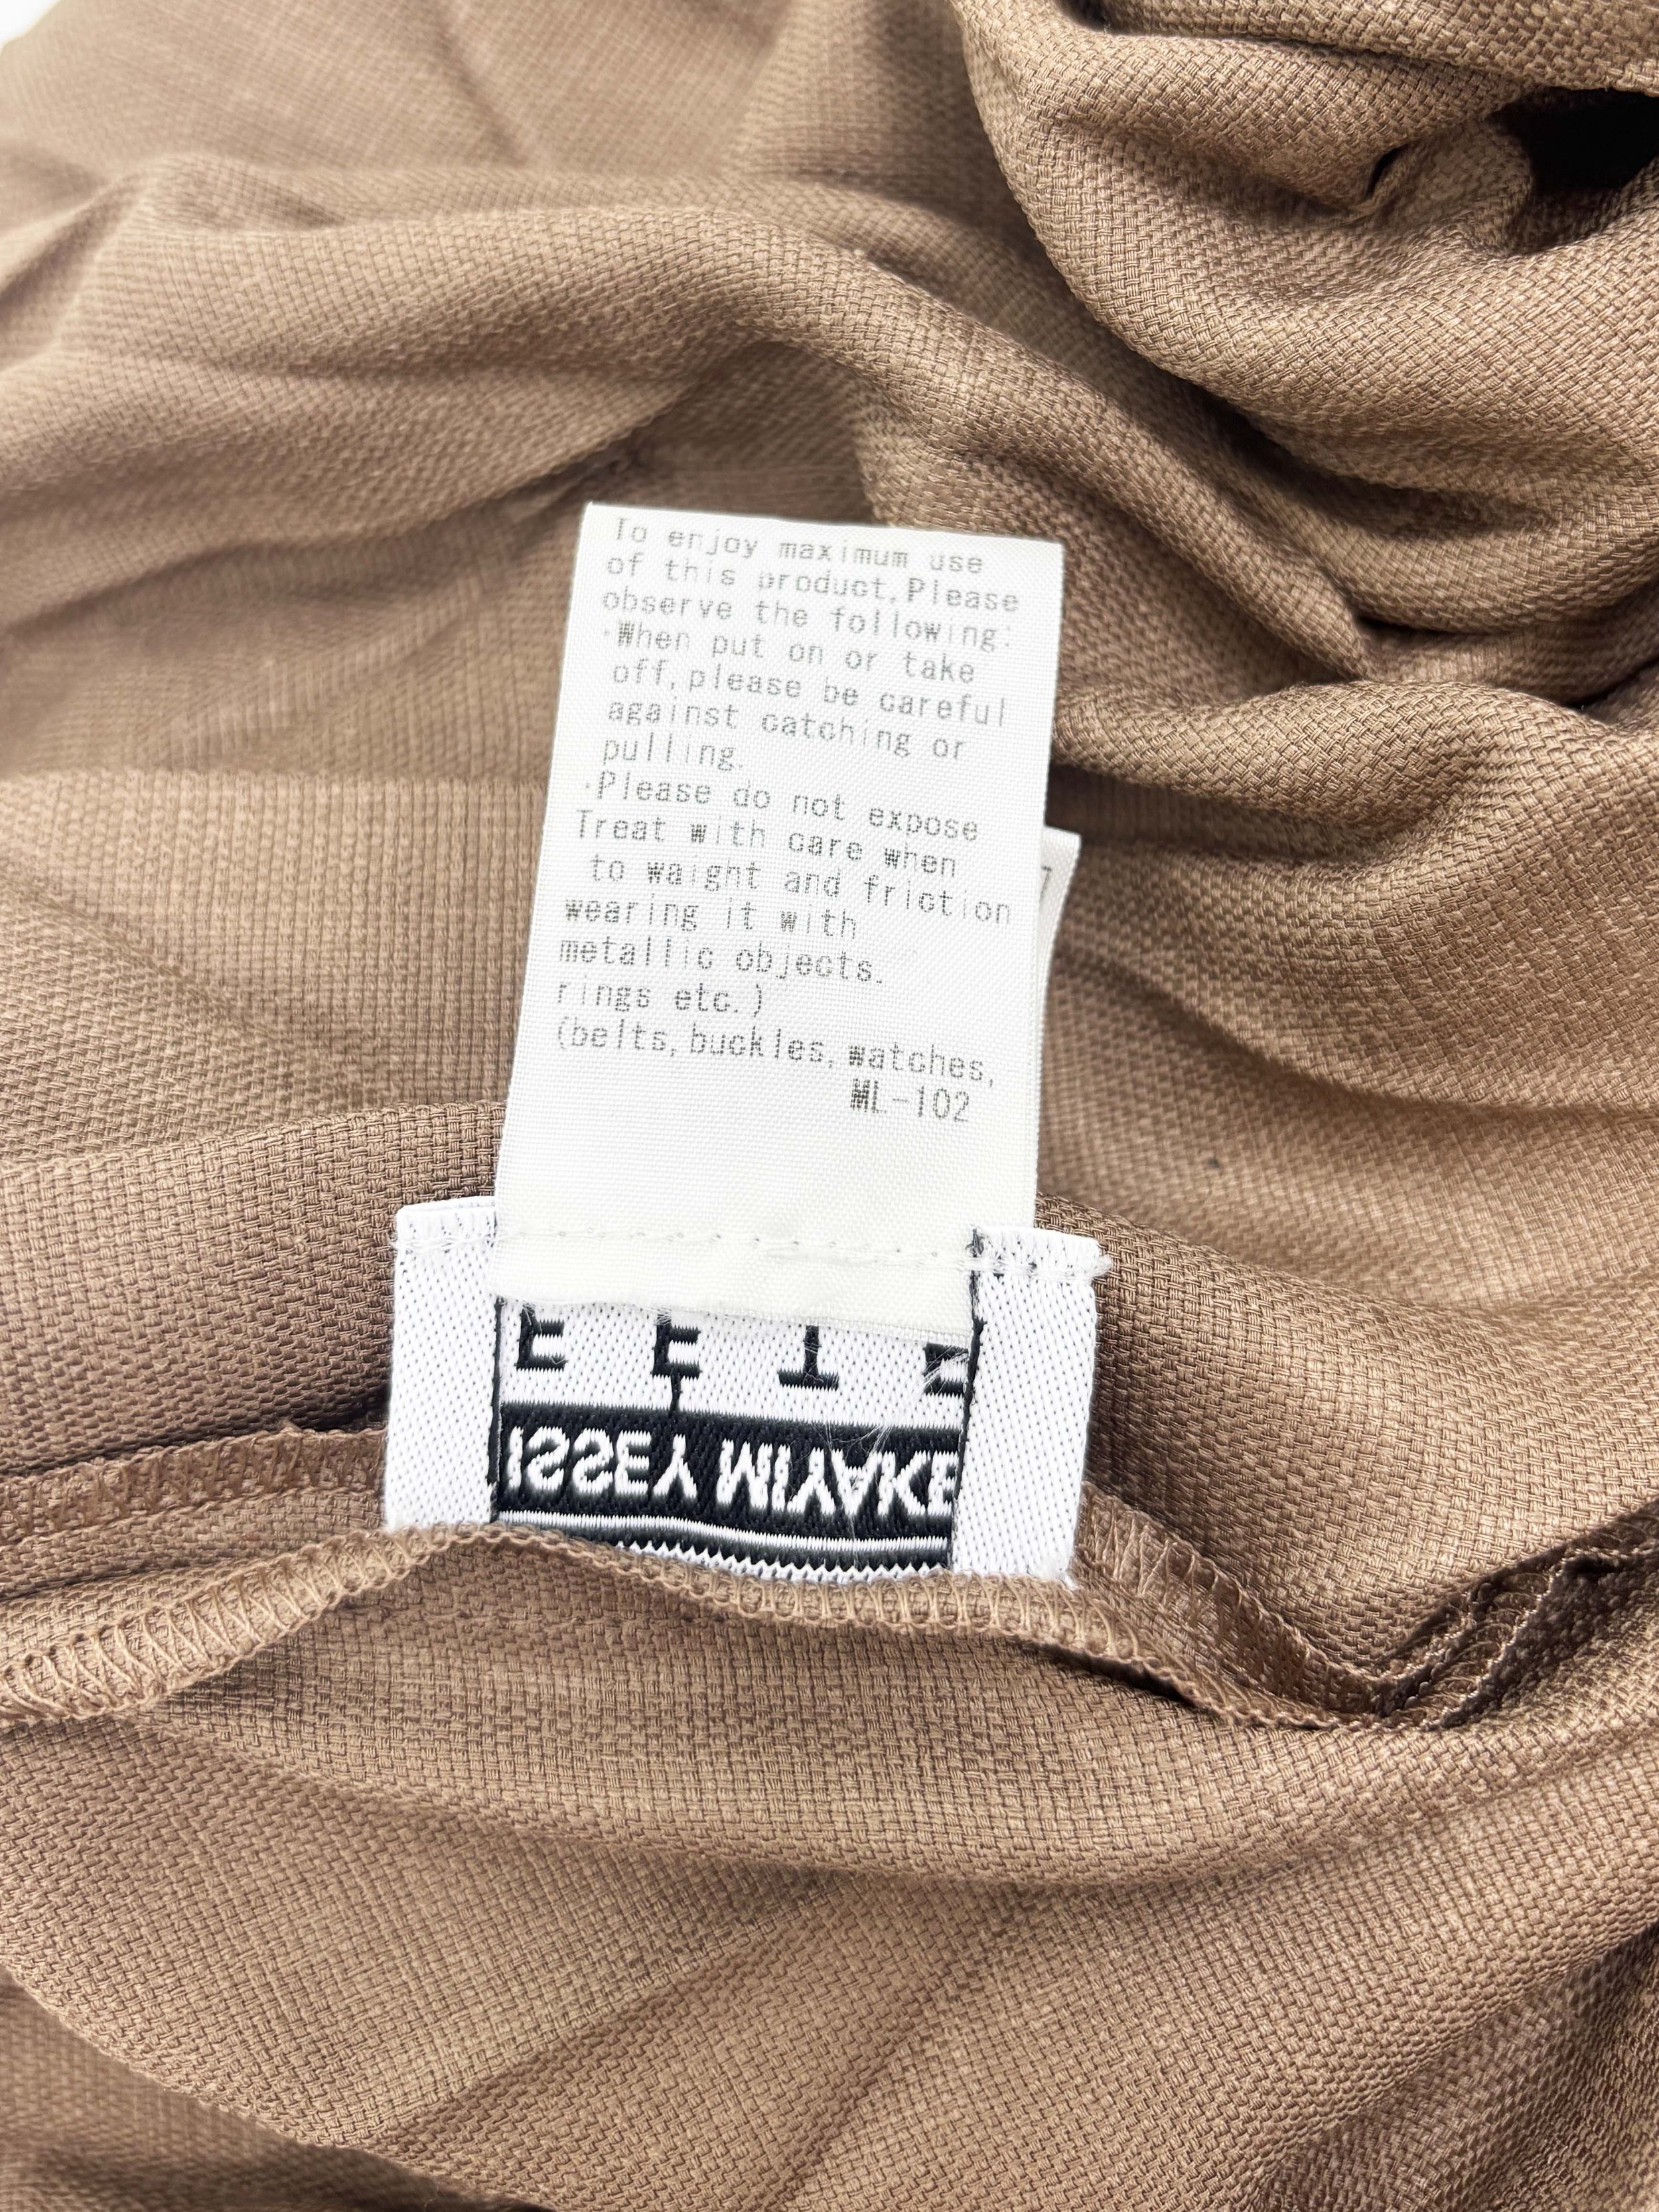 To enjoy maximum use
of this product.Please
observe the following:
·When put on or take
off, please be careful
against catching or
pulling.
·Please do not expose
Treat with care when
to waight and friction
wearing it with
metallic objects.
rings etc.)
(belts, buckles, watches,
ML-102
ISSEY MIYAKE